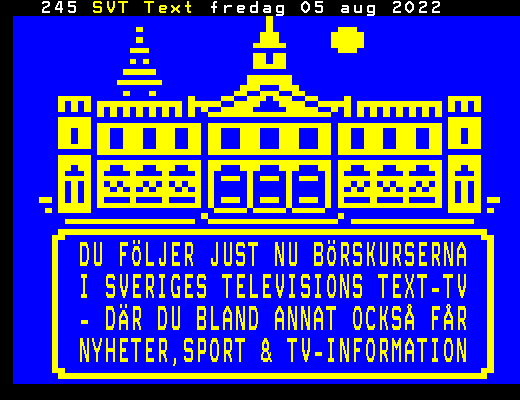 245 SVT Text fredag 05 aug 2022
DU FÖLJER JUST NU BÖRSKURSERNA
I SVERIGES TELEVISIONS TEXT-TV
- DÄR DU BLAND ANNAT OCKSÅ FÅR
NYHETER,SPORT & TV-INFORMATION